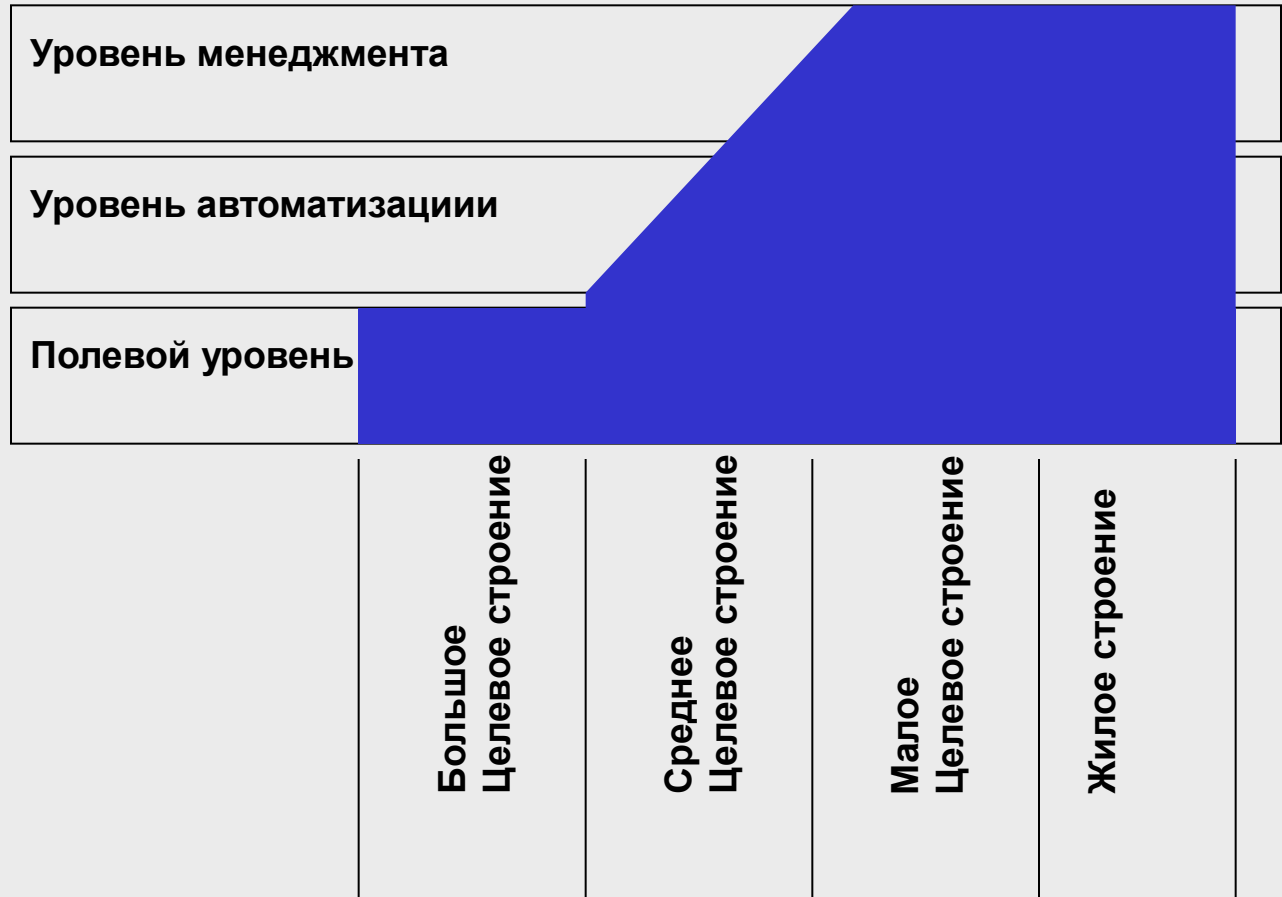 Уровень менеджмента
Уровень автоматизациии
Полевой уровень
Большое
Целевое строение
Среднее
Целевое строение
Малое
Целевое строение
Жилое строение